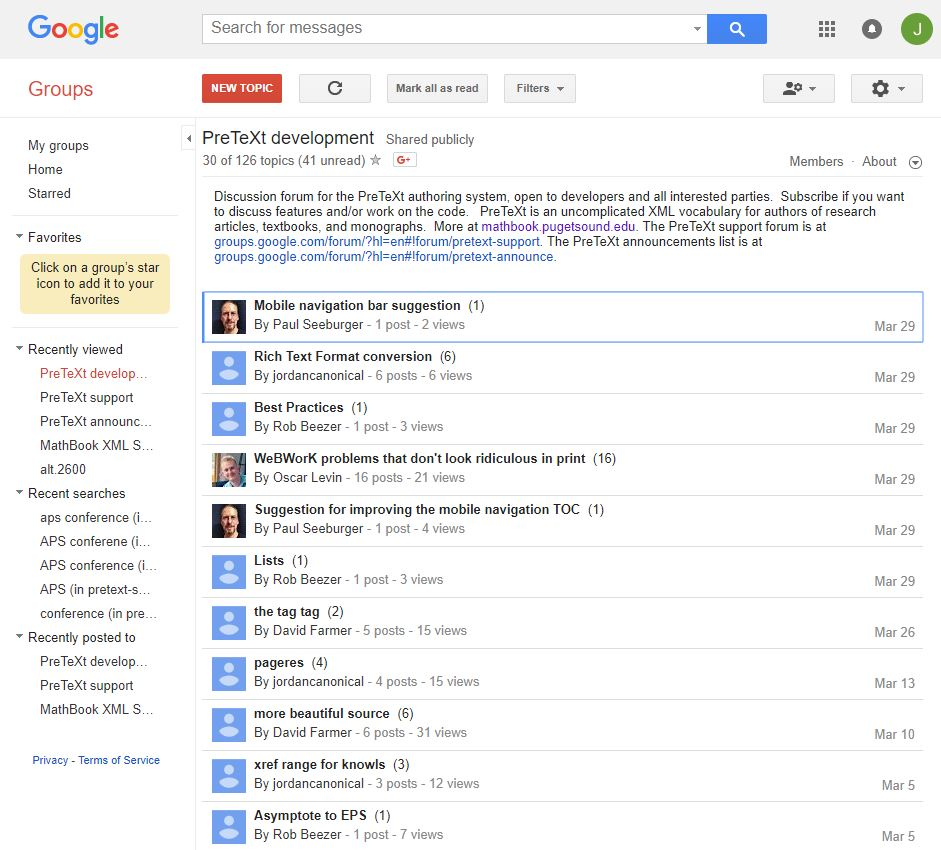 Google
Search for messages
J
Groups
NEW TOPIC
Mark all as read
Filters
My groups
Home
Starred
Favorites
Click on a group's star
icon to add it to your
favorites
Recently viewed
PreTeXt develop...
PreTeXt support
PreTeXt announc...
MathBook XML S...
alt.2600
Recent searches
aps conference (i...
APS conferene (i...
APS conference (i...
APS (in pretext-s...
conference (in pre...
Recently posted to
PreTeXt develop...
PreTeXt support
MathBook XML S...
Privacy - Terms of Service
PreTeXt development Shared publicly
30 of 126 topics (41 unread) G+
Members · About
Discussion forum for the PreTeXt authoring system, open to developers and all interested parties. Subscribe if you want
to discuss features and/or work on the code. PreTeXt is an uncomplicated XML vocabulary for authors of research
articles, textbooks, and monographs. More at mathbook.pugetsound.edu. The PreTeXt support forum is at
groups.google.com/forum/?hl=en#!forum/pretext-support. The PreTeXt announcements list is at
groups.google.com/forum/?hl=en#!forum/pretext-announce.
Mobile navigation bar suggestion (1)
By Paul Seeburger - 1 post - 2 views
Mar 29
Rich Text Format conversion (6)
By jordancanonical - 6 posts - 6 views
Mar 29
Best Practices (1)
By Rob Beezer - 1 post - 3 views
Mar 29
WeBWorK problems that don't look ridiculous in print (16)
By Oscar Levin - 16 posts - 21 views
Mar 29
Suggestion for improving the mobile navigation TOC (1)
By Paul Seeburger - 1 post - 4 views
Mar 29
Lists (1)
By Rob Beezer - 1 post - 3 views
Mar 29
the tag tag (2)
By David Farmer - 5 posts - 15 views
Mar 26
pageres (4)
By jordancanonical - 4 posts - 15 views
Mar 13
more beautiful source (6)
By David Farmer - 6 posts - 31 views
Mar 10
xref range for knowls (3)
By jordancanonical - 3 posts - 12 views
Mar 5
Asymptote to EPS (1)
By Rob Beezer - 1 post - 7 views
Mar 5